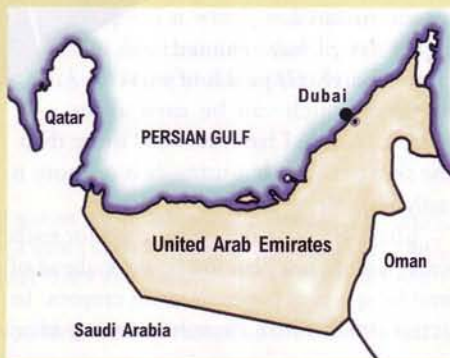 Dubai
Qatar
PERSIAN GULF
United Arab Emirates
Oman
Saudi Arabia